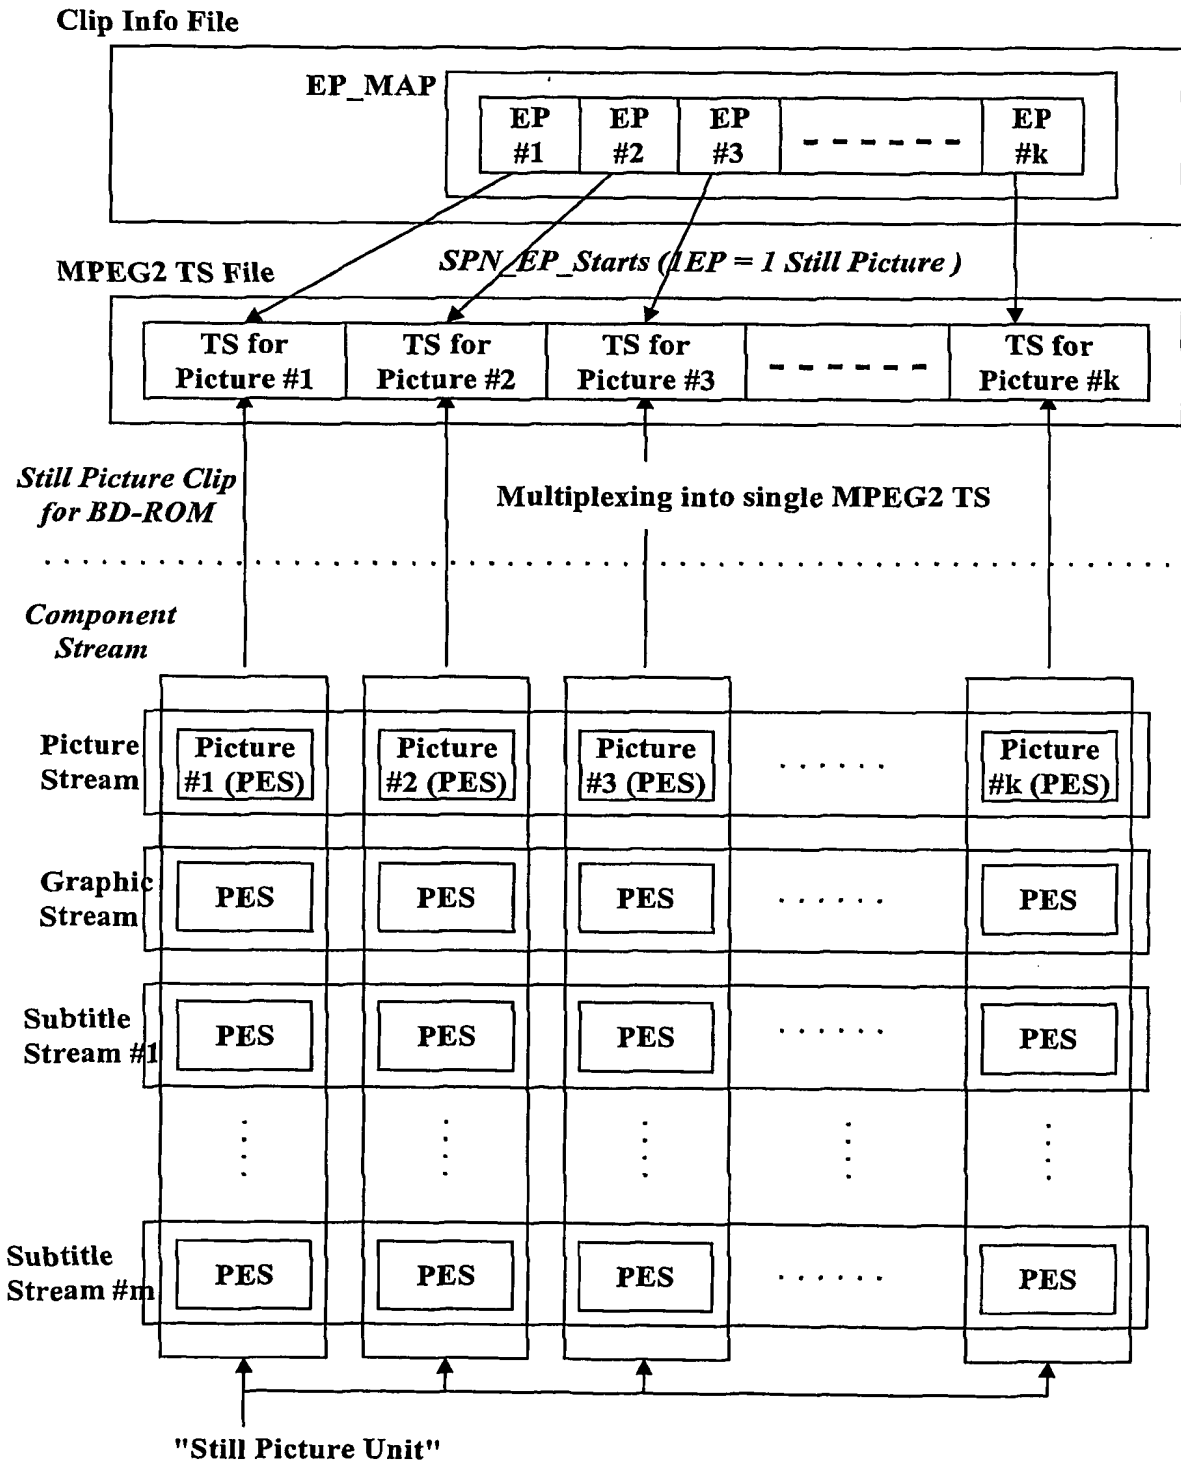 Clip Info File
EP_MAP
EP #1
EP #2
EP #3
EP #k
SPN_EP_Starts (1EP = 1 Still Picture )
MPEG2 TS File
TS for Picture #1
TS for Picture #2
TS for Picture #3
TS for Picture #k
Still Picture Clip
for BD-ROM
Multiplexing into single MPEG2 TS
Component
Stream
Picture
Stream
Picture #1 (PES)
Picture #2 (PES)
Picture #3 (PES)
Picture #k (PES)
Graphic
Stream
PES
PES
PES
PES
Subtitle
Stream #1
PES
PES
PES
PES
Subtitle
Stream #m
PES
PES
PES
PES
"Still Picture Unit"